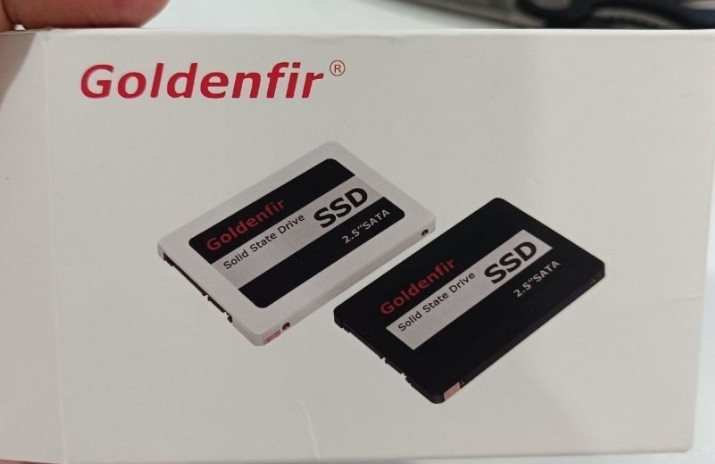 Goldenfir®
Goldenfir
Solid State Drive SSD
2.5"SATA
Goldenfir
Solid State Drive SSD
2.5"SATA